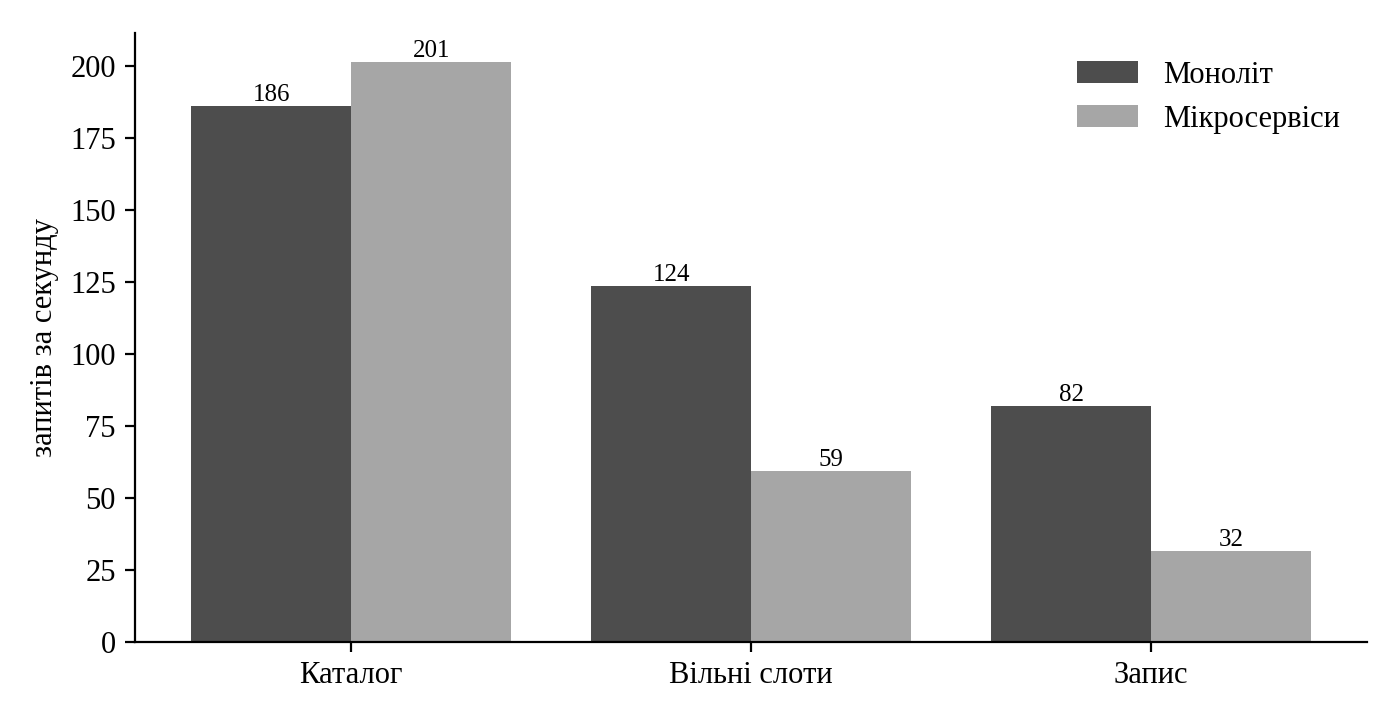 запитів за секунду
200
175
150
125
100
75
50
25
0
186
201
124
59
82
32
Каталог
Вільні слоти
Запис
Моноліт
Мікросервіси